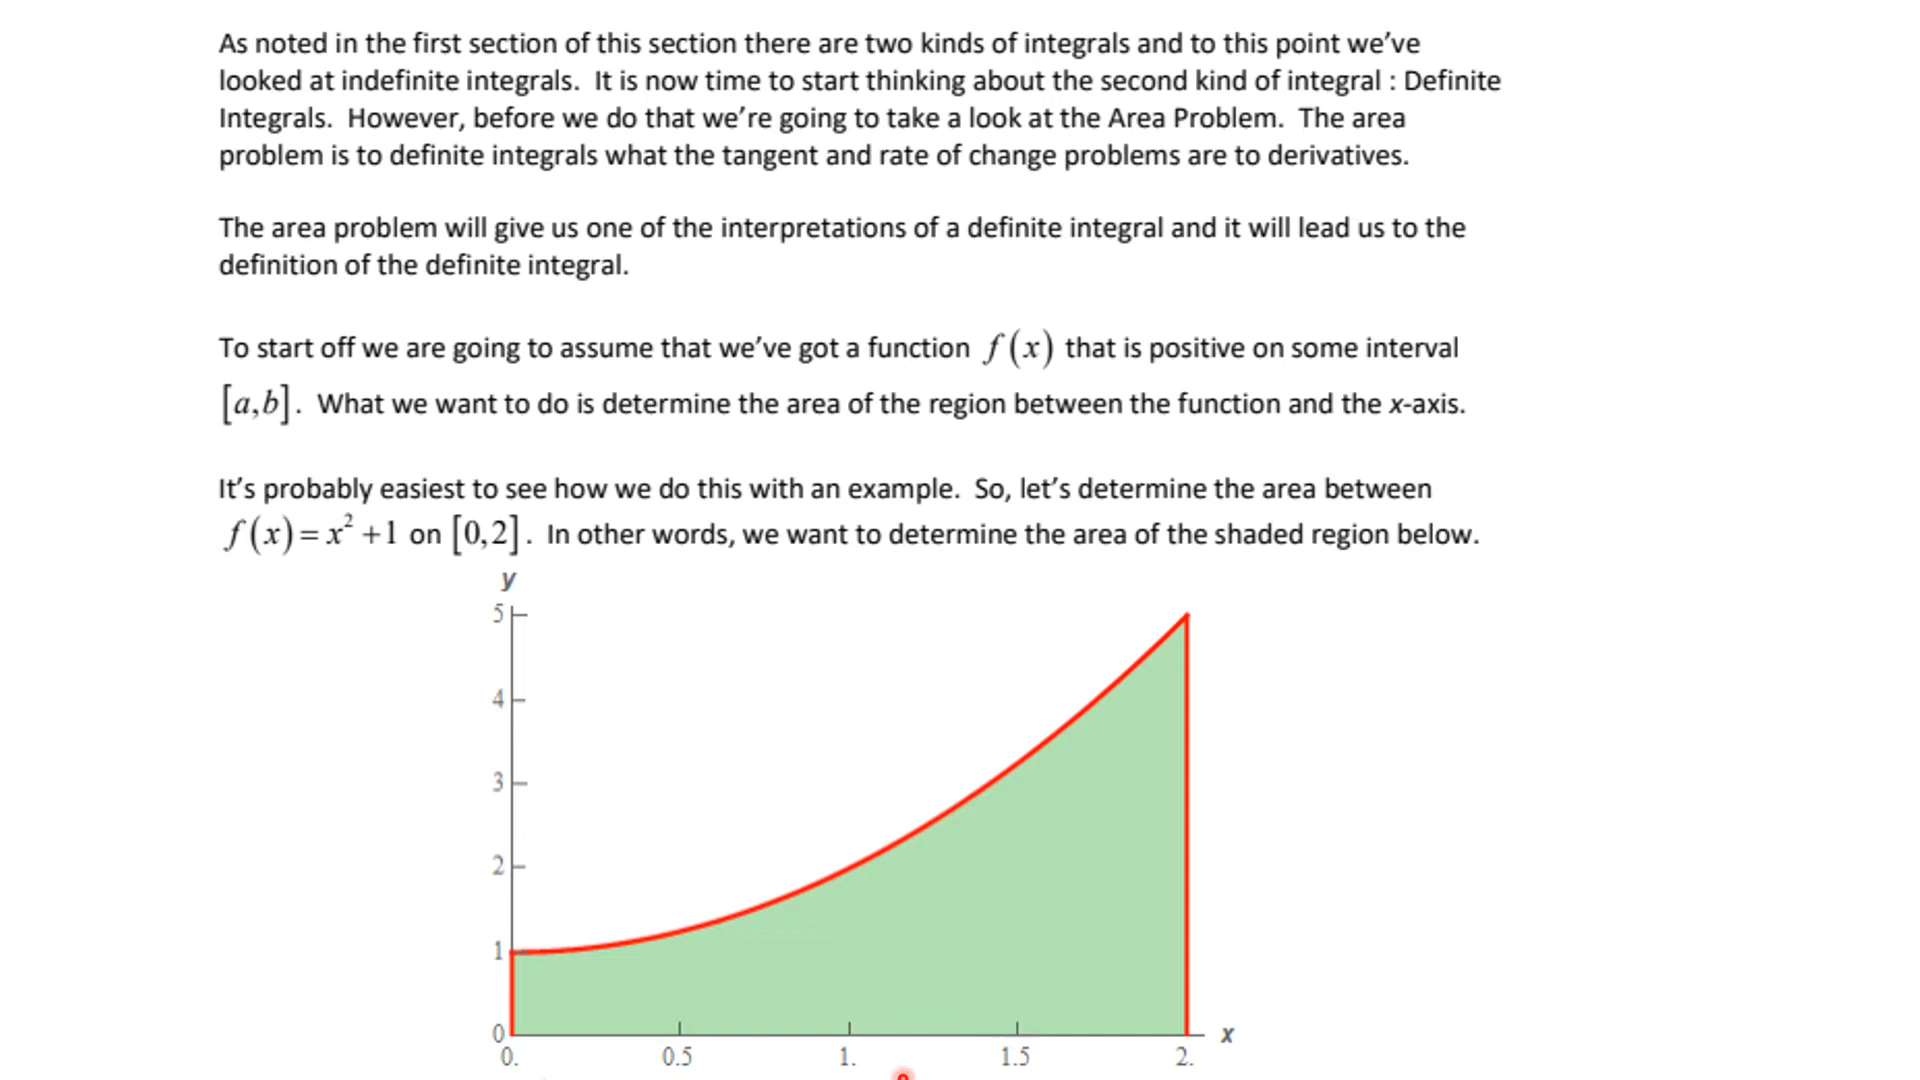 As noted in the first section of this section there are two kinds of integrals and to this point we've
looked at indefinite integrals.  It is now time to start thinking about the second kind of integral : Definite
Integrals.  However, before we do that we're going to take a look at the Area Problem.  The area
problem is to definite integrals what the tangent and rate of change problems are to derivatives.
The area problem will give us one of the interpretations of a definite integral and it will lead us to the
definition of the definite integral.
To start off we are going to assume that we've got a function f(x) that is positive on some interval
[a,b].  What we want to do is determine the area of the region between the function and the x-axis.
It's probably easiest to see how we do this with an example.  So, let's determine the area between
f(x)=x²+1 on [0,2].  In other words, we want to determine the area of the shaded region below.
y
5
4
3
2
1
0
x
0. 0.5 1. 1.5 2.